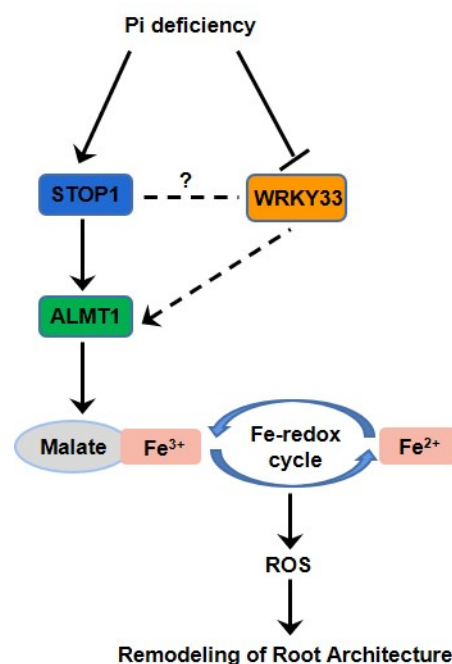 Pi deficiency
?
STOP1
WRKY33
ALMT1
Malate
Fe³⁺
Fe-redox
cycle
Fe²⁺
ROS
Remodeling of Root Architecture